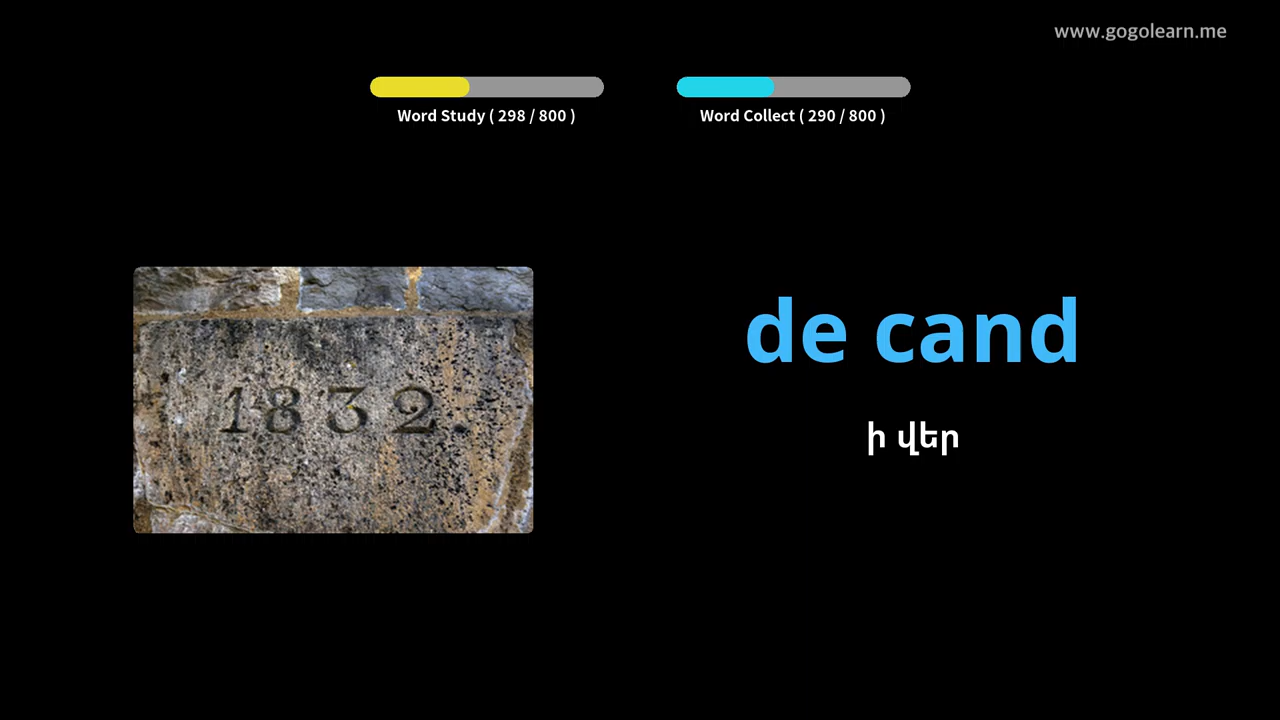 www.gogolearn.me
Word Study ( 298 / 800 )
Word Collect ( 290 / 800 )
1832.
de cand
ի վեր